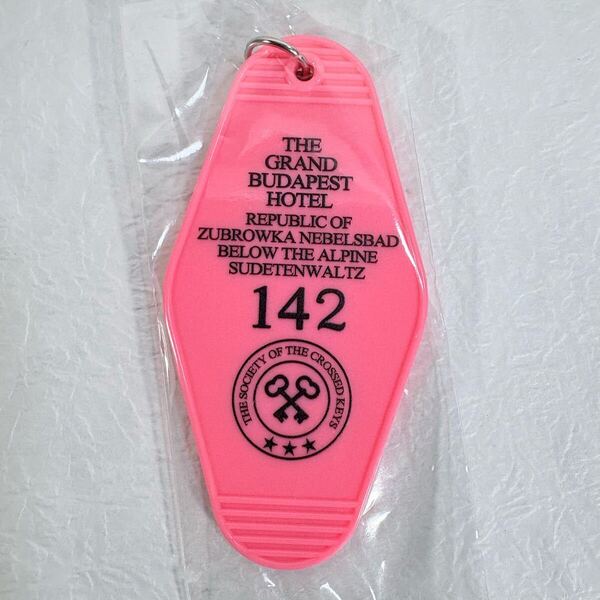 THE
GRAND
BUDAPEST
HOTEL
REPUBLIC OF
ZUBROWKA NEBELSBAD
BELOW THE ALPINE
SUDETENWALTZ
142
THE SOCIETY OF THE CROSSED KEYS